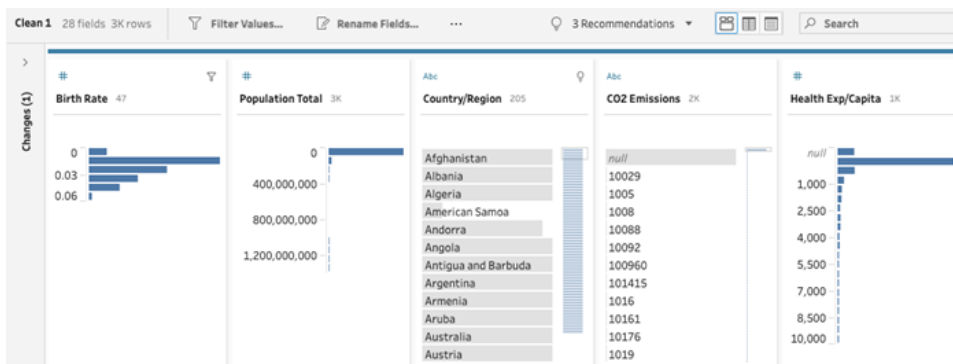 Clean 1 28 fields 3K rows Filter Values... Rename Fields... ... 3 Recommendations Search
Changes (1)
#
Birth Rate 47
0
0.03
0.06
#
Population Total 3K
0
400,000,000
800,000,000
1,200,000,000
Abc
Country/Region 205
Afghanistan
Albania
Algeria
American Samoa
Andorra
Angola
Antigua and Barbuda
Argentina
Armenia
Aruba
Australia
Austria
Abc
CO2 Emissions 2K
null
10029
1005
1008
10088
10092
100960
101415
1016
10161
10176
1019
#
Health Exp/Capita 1K
null
1,000
2,500
4,000
5,500
7,000
8,500
10,000